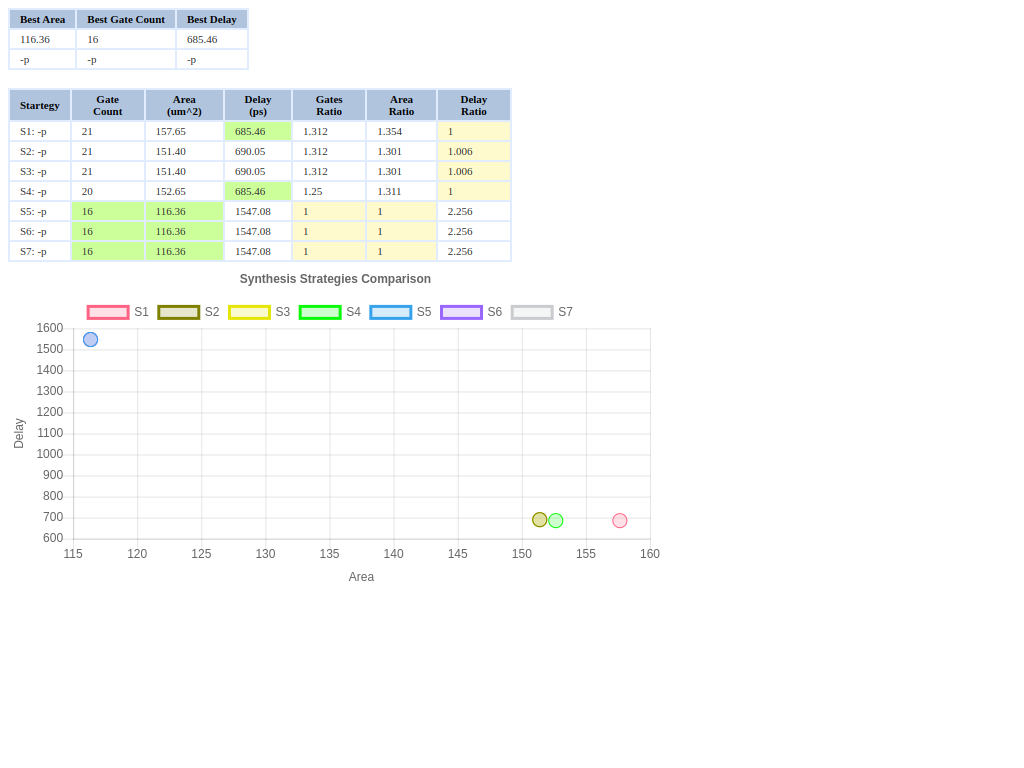 Best Area Best Gate Count Best Delay
116.36 16 685.46
-p -p -p
Startegy Gate Count Area (um^2) Delay (ps) Gates Ratio Area Ratio Delay Ratio
S1: -p 21 157.65 685.46 1.312 1.354 1
S2: -p 21 151.40 690.05 1.312 1.301 1.006
S3: -p 21 151.40 690.05 1.312 1.301 1.006
S4: -p 20 152.65 685.46 1.25 1.311 1
S5: -p 16 116.36 1547.08 1 1 2.256
S6: -p 16 116.36 1547.08 1 1 2.256
S7: -p 16 116.36 1547.08 1 1 2.256
Synthesis Strategies Comparison
S1 S2 S3 S4 S5 S6 S7
1600
1500
1400
1300
1200
1100
1000
900
800
700
600
Delay
115 120 125 130 135 140 145 150 155 160
Area